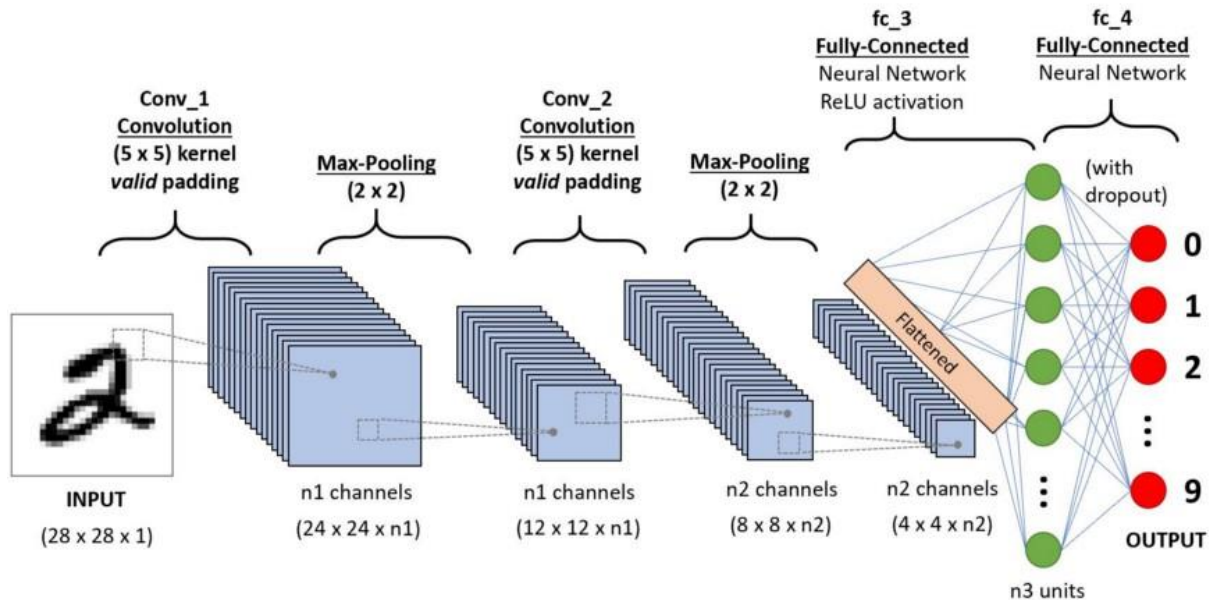 Conv_1
Convolution
(5 x 5) kernel
valid padding
Max-Pooling
(2 x 2)
Conv_2
Convolution
(5 x 5) kernel
valid padding
Max-Pooling
(2 x 2)
fc_3
Fully-Connected
Neural Network
ReLU activation
fc_4
Fully-Connected
Neural Network
(with
dropout)
Flattened
0
1
2
9
OUTPUT
2
INPUT
(28 x 28 x 1)
n1 channels
(24 x 24 x n1)
n1 channels
(12 x 12 x n1)
n2 channels
(8 x 8 x n2)
n2 channels
(4 x 4 x n2)
n3 units